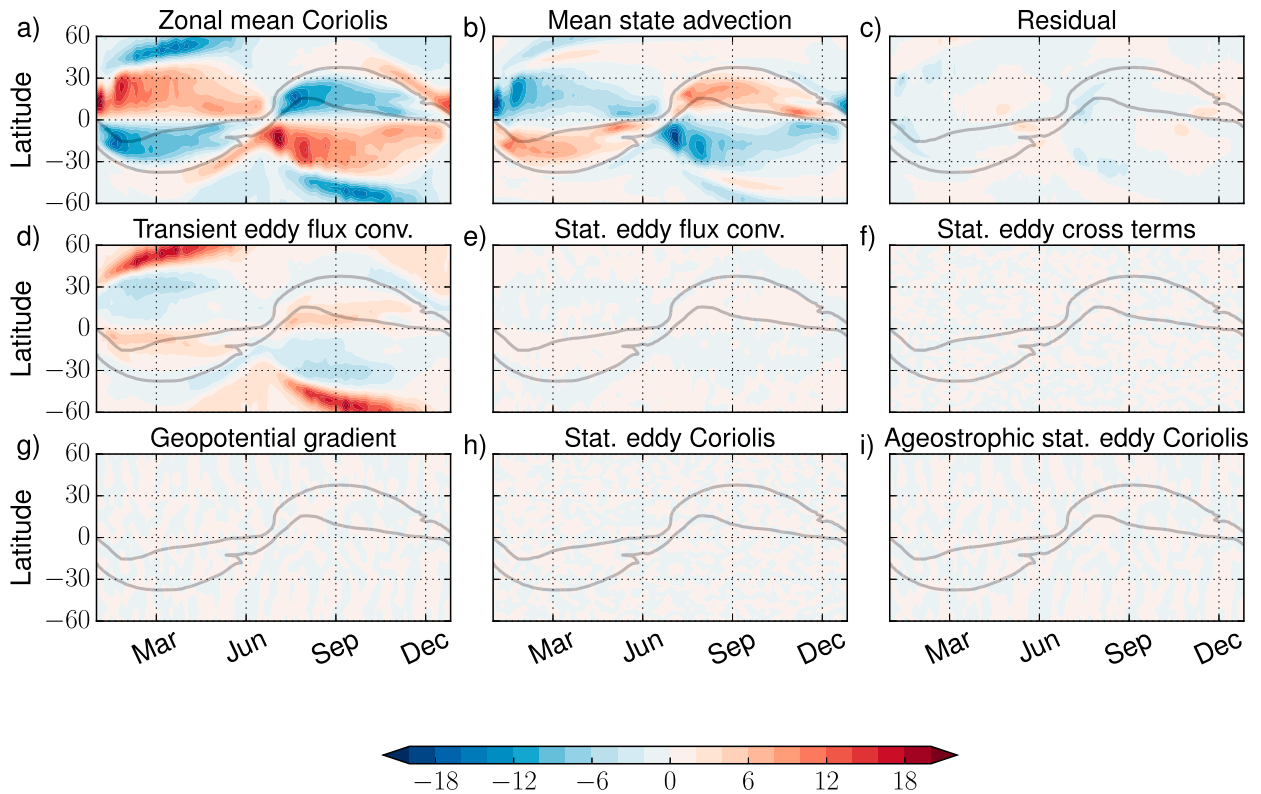 a) Zonal mean Coriolis
b) Mean state advection
c) Residual
Latitude
60
30
0
−30
−60
d) Transient eddy flux conv.
e) Stat. eddy flux conv.
f) Stat. eddy cross terms
Latitude
60
30
0
−30
−60
g) Geopotential gradient
h) Stat. eddy Coriolis
i) Ageostrophic stat. eddy Coriolis
Latitude
60
30
0
−30
−60
Mar Jun Sep Dec
Mar Jun Sep Dec
Mar Jun Sep Dec
−18 −12 −6 0 6 12 18